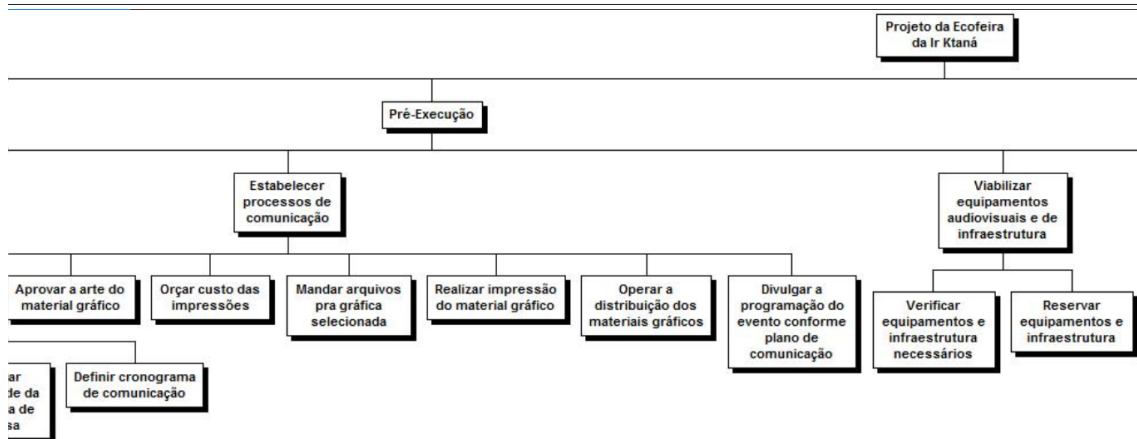 Projeto da Ecofeira
da Ir Ktaná
Pré-Execução
Estabelecer
processos de
comunicação
Viabilizar
equipamentos
audiovisuais e de
infraestrutura
Aprovar a arte do
material gráfico
Orçar custo das
impressões
Mandar arquivos
pra gráfica
selecionada
Realizar impressão
do material gráfico
Operar a
distribuição dos
materiais gráficos
Divulgar a
programação do
evento conforme
plano de
comunicação
Verificar
equipamentos e
infraestrutura
necessários
Reservar
equipamentos e
infraestrutura
Definir cronograma
de comunicação